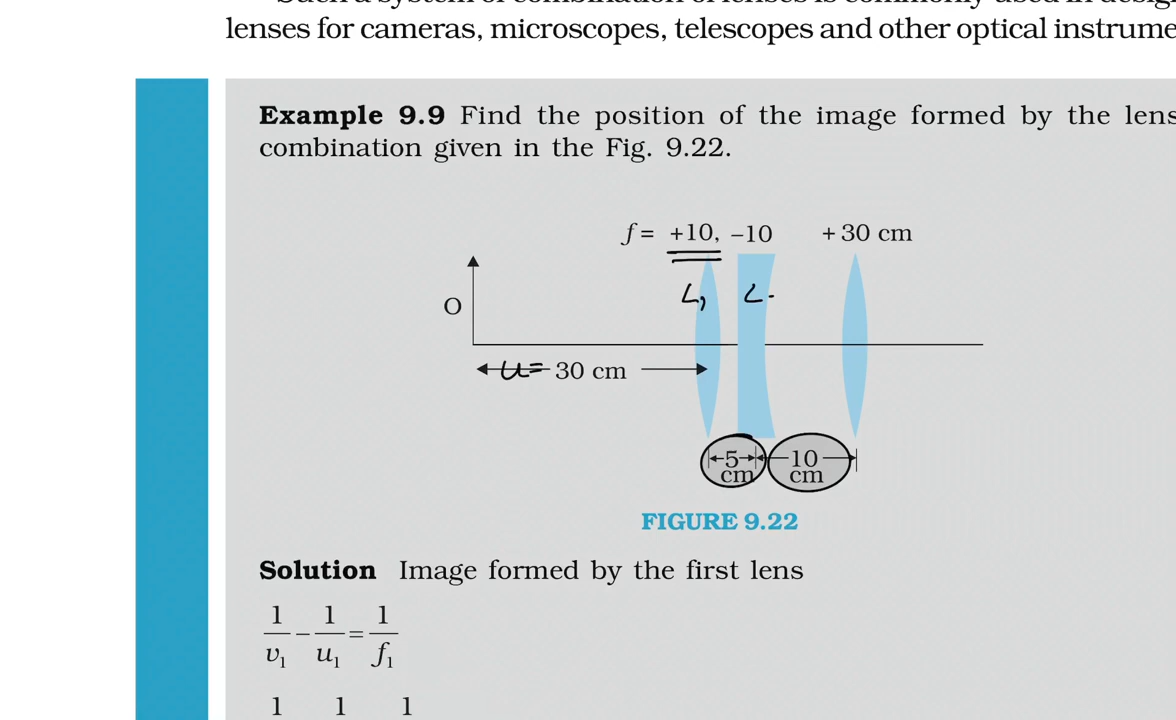 lenses for cameras, microscopes, telescopes and other optical
Example 9.9 Find the position of the image formed by the
combination given in the Fig. 9.22.
f = +10, –10 +30 cm
L1 L
O
u= 30 cm
5 cm 10 cm
FIGURE 9.22
Solution Image formed by the first lens
1/v₁ – 1/u₁ = 1/f₁
1 1 1